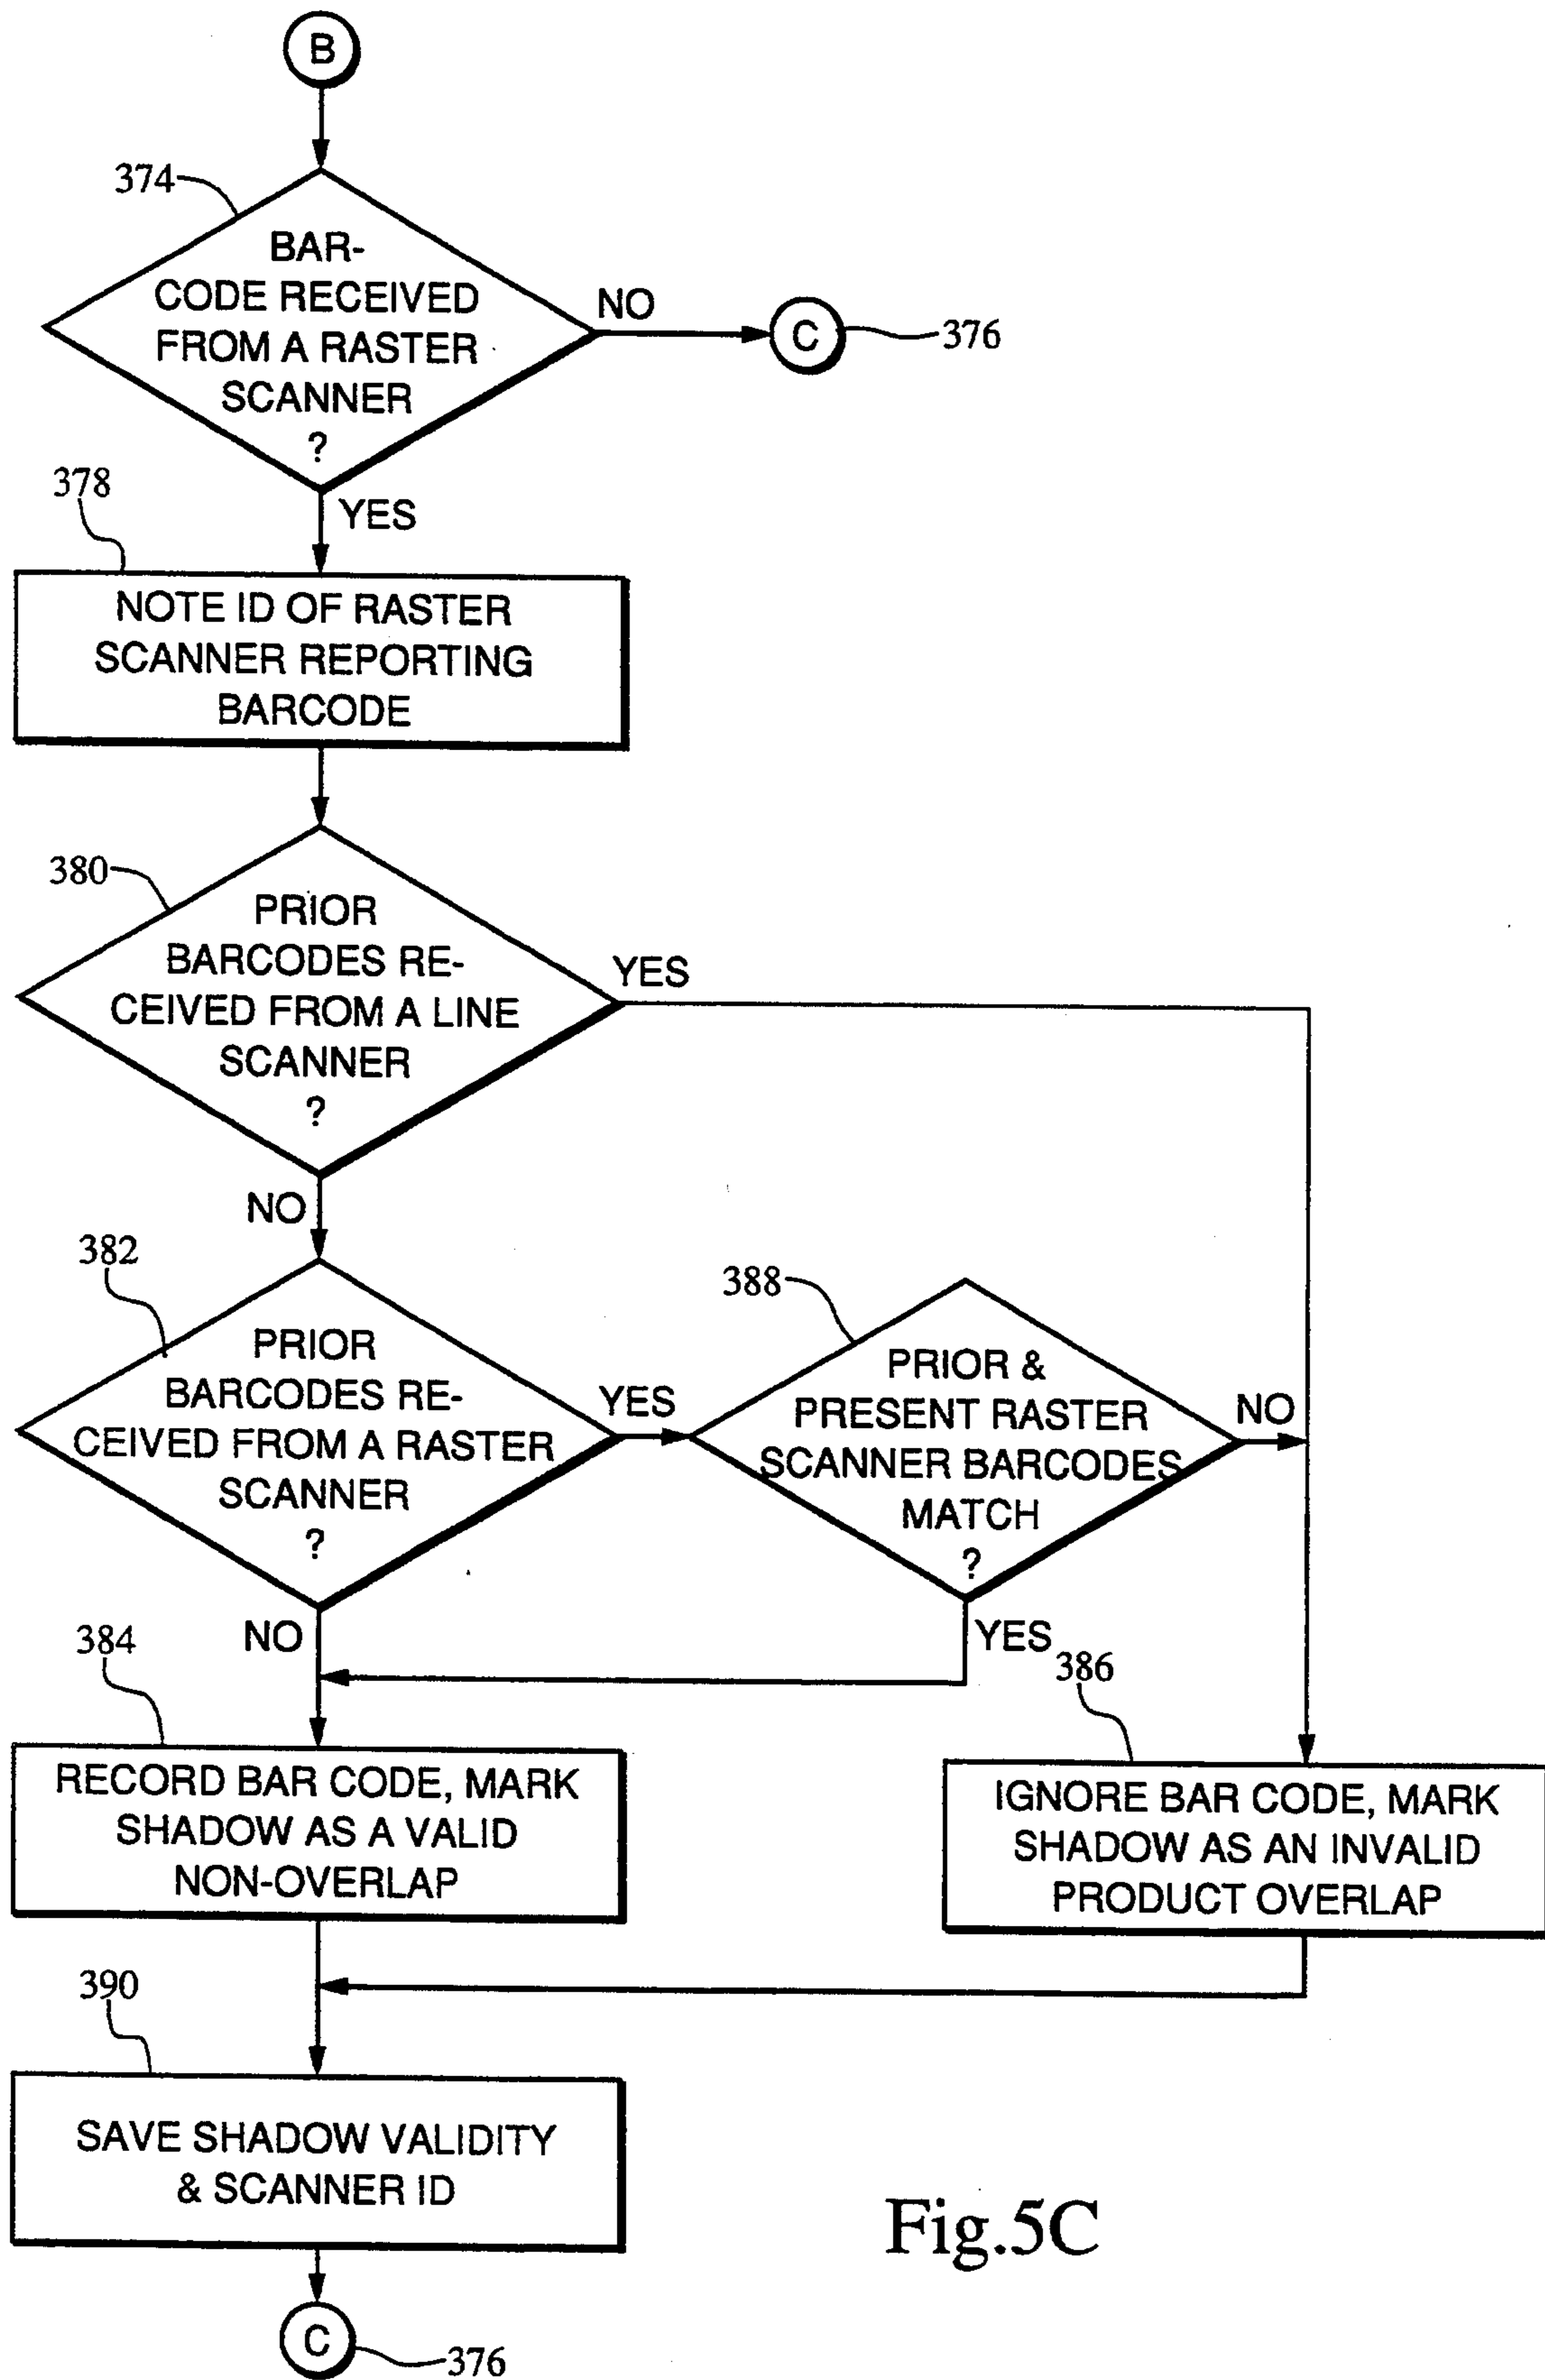 B
374
BAR-
CODE RECEIVED
FROM A RASTER
SCANNER
?
NO
C
376
YES
378
NOTE ID OF RASTER
SCANNER REPORTING
BARCODE
380
PRIOR
BARCODES RE-
CEIVED FROM A LINE
SCANNER
?
YES
NO
382
PRIOR
BARCODES RE-
CEIVED FROM A RASTER
SCANNER
?
YES
388
PRIOR &
PRESENT RASTER
SCANNER BARCODES
MATCH
?
NO
NO
YES
384
RECORD BAR CODE, MARK
SHADOW AS A VALID
NON-OVERLAP
386
IGNORE BAR CODE, MARK
SHADOW AS AN INVALID
PRODUCT OVERLAP
390
SAVE SHADOW VALIDITY
& SCANNER ID
C
376
Fig.5C